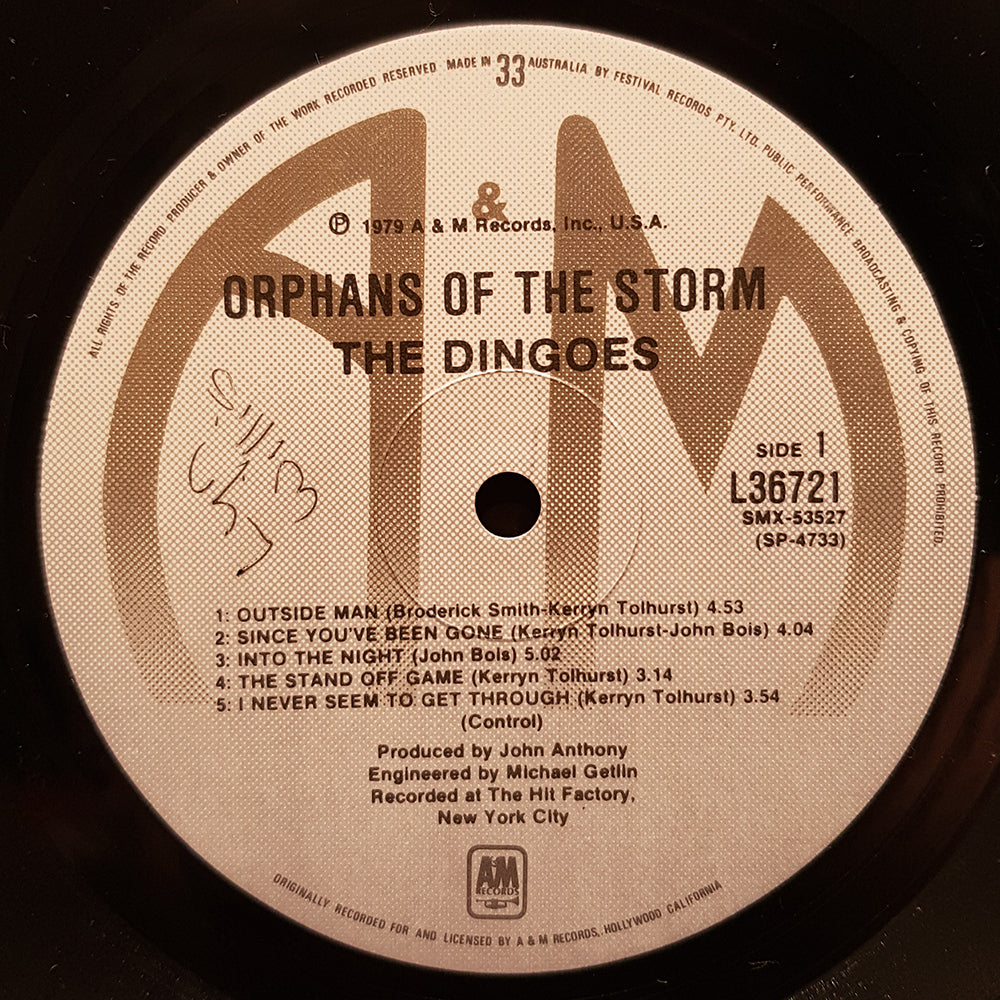 ALL RIGHTS OF THE RECORD PRODUCER & OWNER OF THE WORK RECORDED RESERVED MADE IN 33 AUSTRALIA BY FESTIVAL RECORDS PTY. LTD. PUBLIC PERFORMANCE BROADCASTING & COPYING OF THIS RECORD PROHIBITED.
A & M
℗ 1979 A & M Records, Inc., U.S.A.
ORPHANS OF THE STORM
THE DINGOES
SIDE 1
L36721
SMX-53527
(SP-4733)
1: OUTSIDE MAN (Broderick Smith-Kerryn Tolhurst) 4.53
2: SINCE YOU'VE BEEN GONE (Kerryn Tolhurst-John Bois) 4.04
3: INTO THE NIGHT (John Bois) 5.02
4: THE STAND OFF GAME (Kerryn Tolhurst) 3.14
5: I NEVER SEEM TO GET THROUGH (Kerryn Tolhurst) 3.54
(Control)
Produced by John Anthony
Engineered by Michael Getlin
Recorded at The Hit Factory,
New York City
A&M
RECORDS
ORIGINALLY RECORDED FOR AND LICENSED BY A & M RECORDS, HOLLYWOOD CALIFORNIA